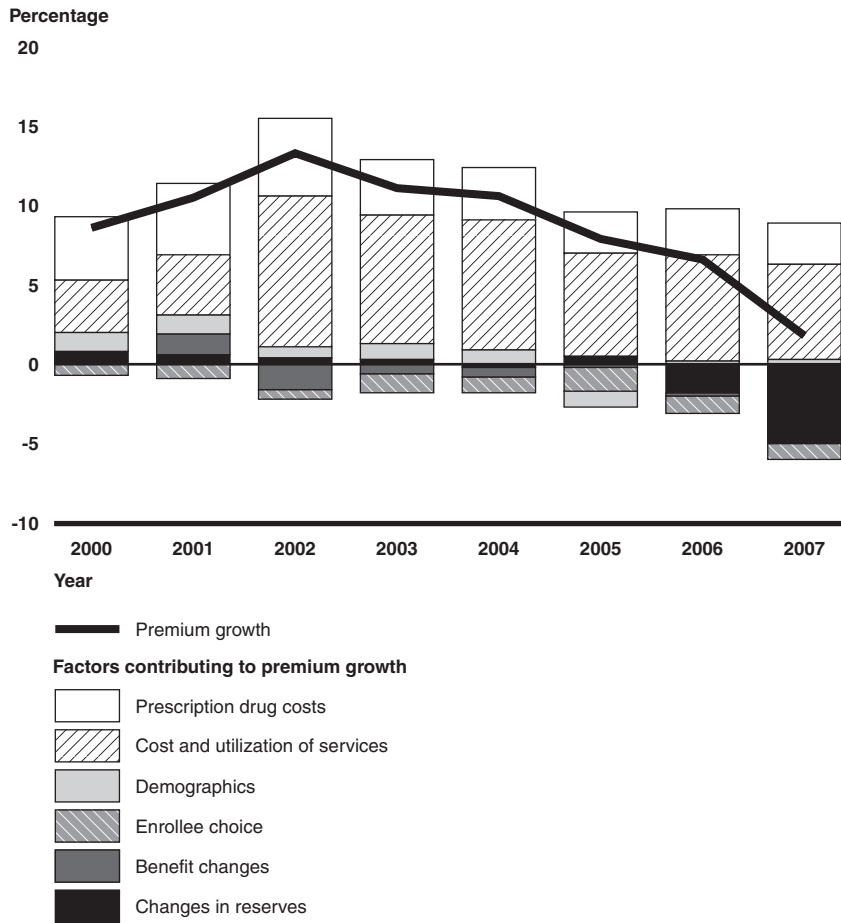 Percentage
20
15
10
5
0
-5
-10
2000 2001 2002 2003 2004 2005 2006 2007
Year
Premium growth
Factors contributing to premium growth
Prescription drug costs
Cost and utilization of services
Demographics
Enrollee choice
Benefit changes
Changes in reserves